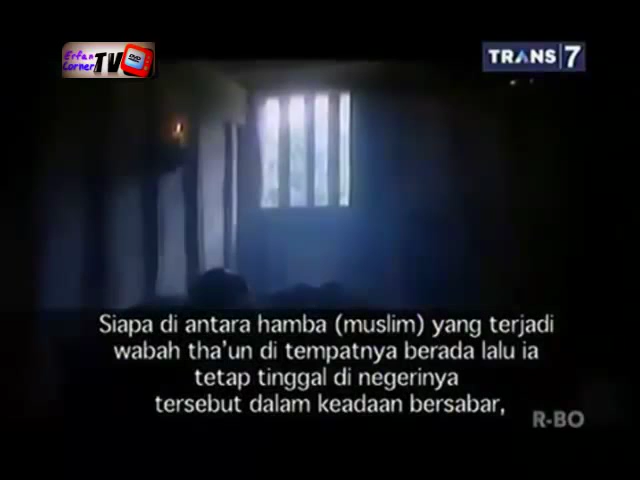 Erfan
Corner TV
DVD
TRANS|7
Siapa di antara hamba (muslim) yang terjadi
wabah tha'un di tempatnya berada lalu ia
tetap tinggal di negerinya
tersebut dalam keadaan bersabar,
R-BO